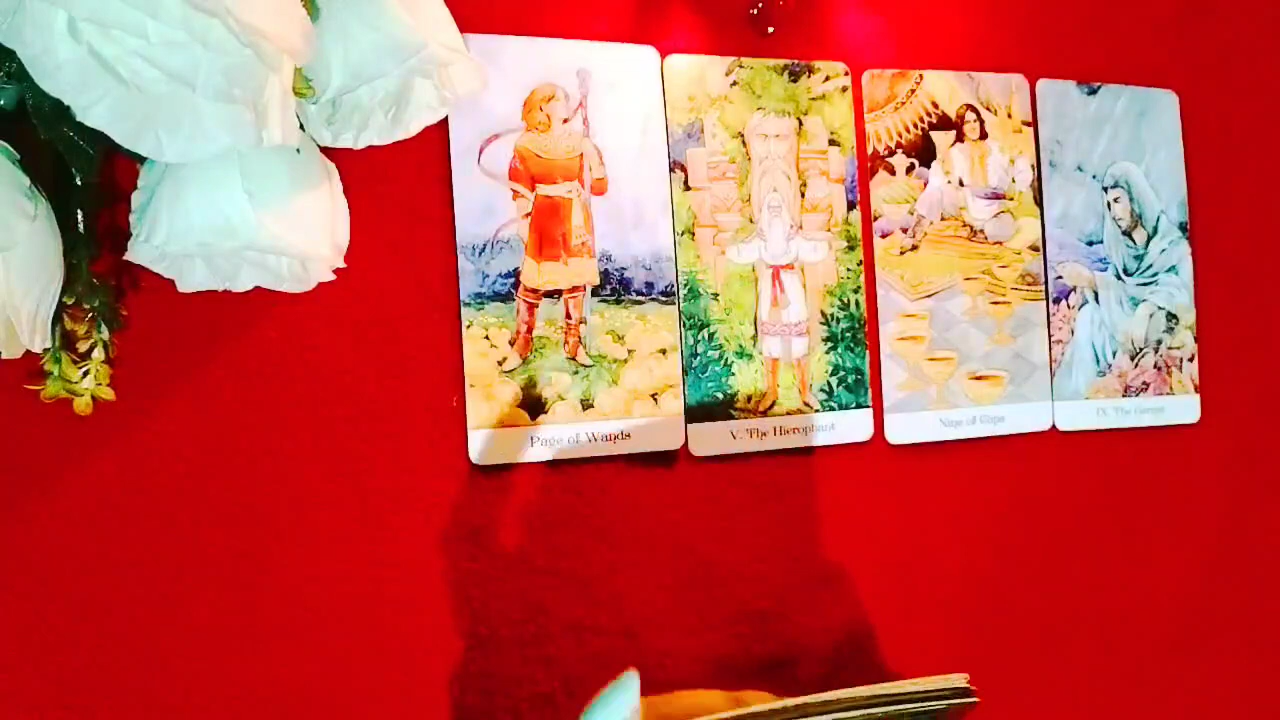 Page of Wands
V. The Hierophant
Nine of Cups
IX. The Hermit